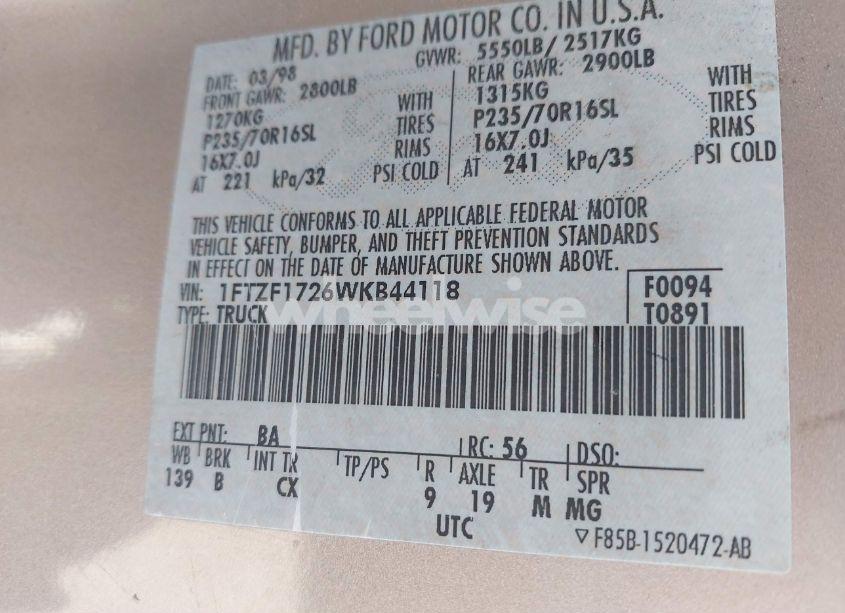 MFD. BY FORD MOTOR CO. IN U.S.A.
DATE: 03/98 GVWR: 5550LB/ 2517KG
FRONT GAWR: 2800LB REAR GAWR: 2900LB
1270KG WITH 1315KG WITH
P235/70R16SL TIRES P235/70R16SL TIRES
16X7.0J RIMS 16X7.0J RIMS
AT 221 kPa/32 PSI COLD AT 241 kPa/35 PSI COLD
THIS VEHICLE CONFORMS TO ALL APPLICABLE FEDERAL MOTOR
VEHICLE SAFETY, BUMPER, AND THEFT PREVENTION STANDARDS
IN EFFECT ON THE DATE OF MANUFACTURE SHOWN ABOVE.
VIN: 1FTZF1726WKB44118 F0094
TYPE: TRUCK T0891
wheelwise
EXT PNT: BA RC: 56 DSO:
WB BRK INT TR TP/PS R AXLE TR SPR
139 B CX 9 19 M MG
UTC
▽ F85B-1520472-AB